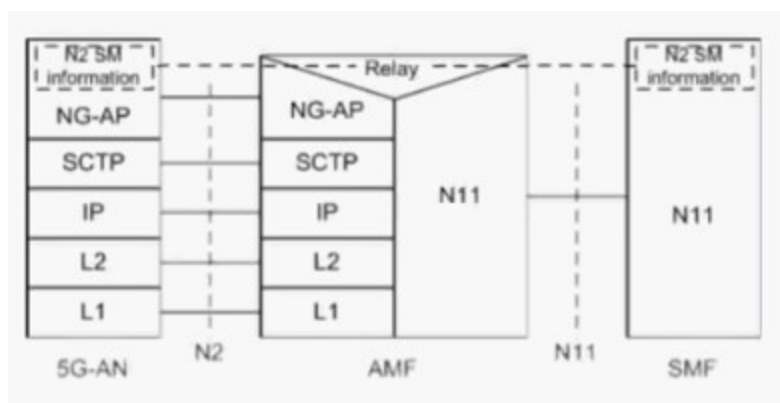 N2 SM
information
NG-AP
SCTP
IP
L2
L1
5G-AN
N2
Relay
NG-AP
SCTP
IP
L2
L1
N11
AMF
N11
N2 SM
information
N11
SMF